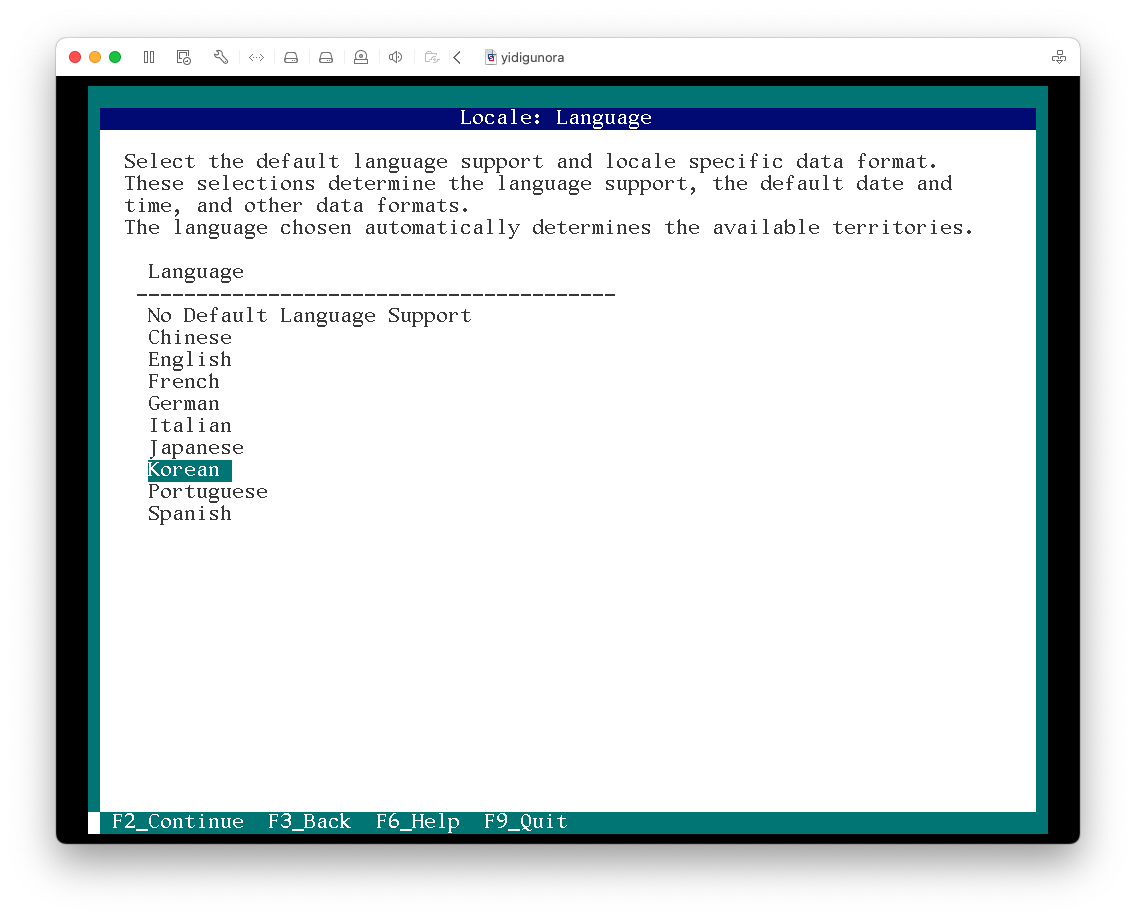 yidigunora
Locale: Language
Select the default language support and locale specific data format.
These selections determine the language support, the default date and
time, and other data formats.
The language chosen automatically determines the available territories.
Language
----------------------------------------
No Default Language Support
Chinese
English
French
German
Italian
Japanese
Korean
Portuguese
Spanish
F2_Continue F3_Back F6_Help F9_Quit